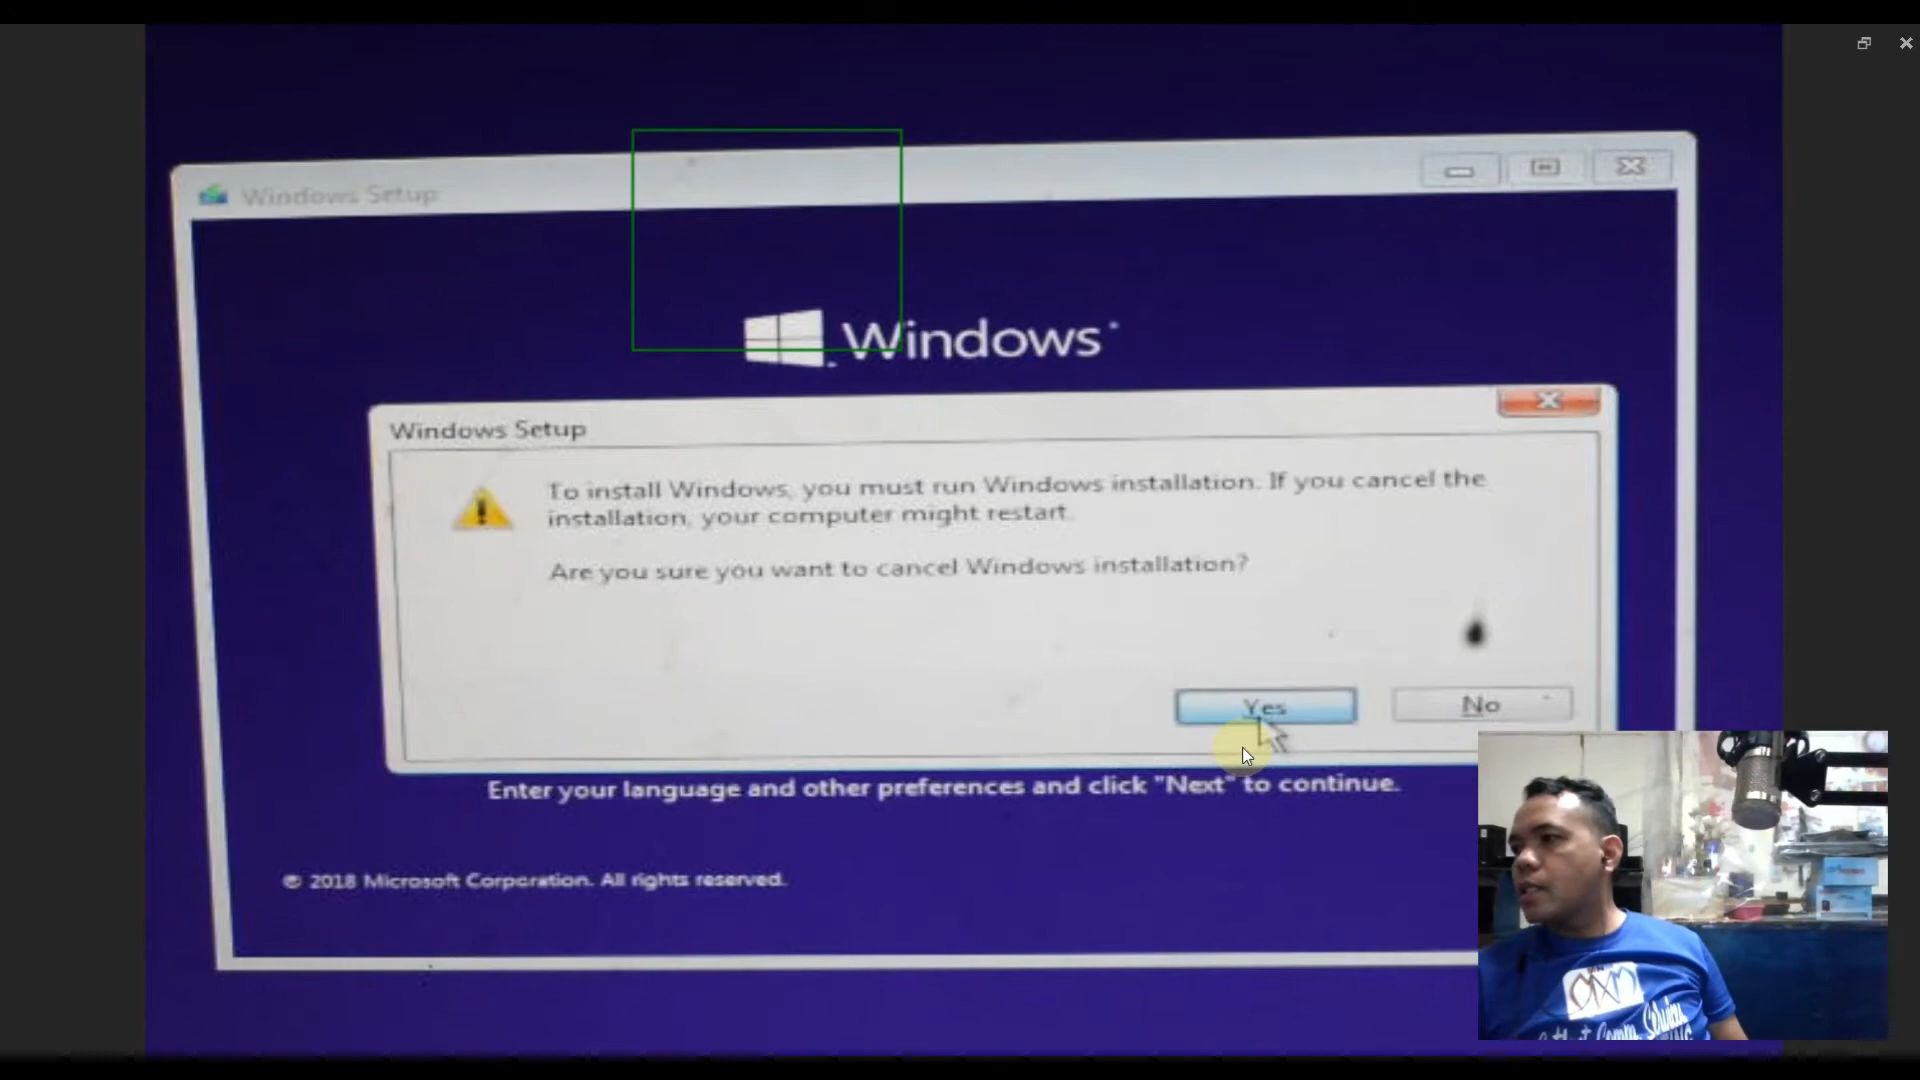 Windows Setup
Windows
Windows Setup
To install Windows, you must run Windows installation. If you cancel the
installation, your computer might restart.
Are you sure you want to cancel Windows installation?
Yes
No
Enter your language and other preferences and click "Next" to continue.
© 2018 Microsoft Corporation. All rights reserved.